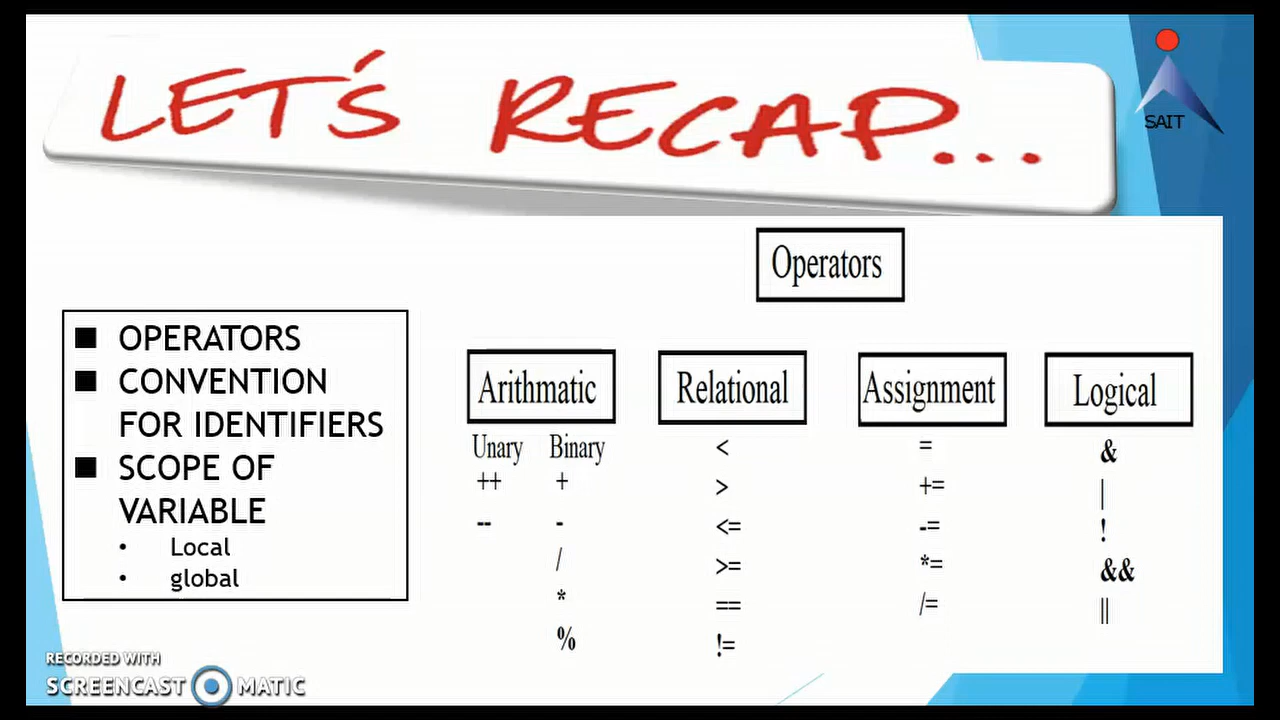 LET'S RECAP...
SAIT
Operators
■ OPERATORS
■ CONVENTION
FOR IDENTIFIERS
■ SCOPE OF
VARIABLE
• Local
• global
Arithmatic Relational Assignment Logical
Unary Binary < = &
++ + > += |
-- - <= -= !
/ >= *= &&
* == /= ||
% !=
RECORDED WITH
SCREENCAST MATIC